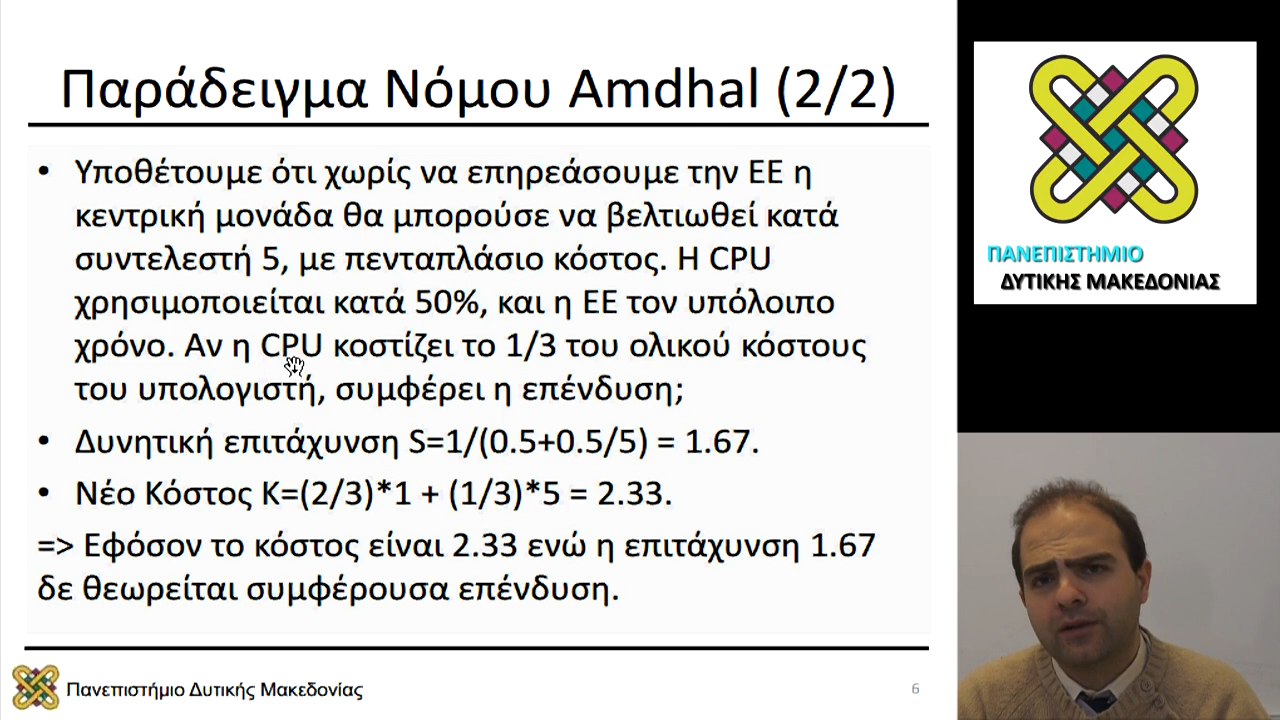 Παράδειγμα Νόμου Amdhal (2/2)
• Υποθέτουμε ότι χωρίς να επηρεάσουμε την ΕΕ η
κεντρική μονάδα θα μπορούσε να βελτιωθεί κατά
συντελεστή 5, με πενταπλάσιο κόστος. Η CPU
χρησιμοποιείται κατά 50%, και η ΕΕ τον υπόλοιπο
χρόνο. Αν η CPU κοστίζει το 1/3 του ολικού κόστους
του υπολογιστή, συμφέρει η επένδυση;
• Δυνητική επιτάχυνση S=1/(0.5+0.5/5) = 1.67.
• Νέο Κόστος Κ=(2/3)*1 + (1/3)*5 = 2.33.
=> Εφόσον το κόστος είναι 2.33 ενώ η επιτάχυνση 1.67
δε θεωρείται συμφέρουσα επένδυση.
Πανεπιστήμιο Δυτικής Μακεδονίας
6
ΠΑΝΕΠΙΣΤΗΜΙΟ
ΔΥΤΙΚΗΣ ΜΑΚΕΔΟΝΙΑΣ